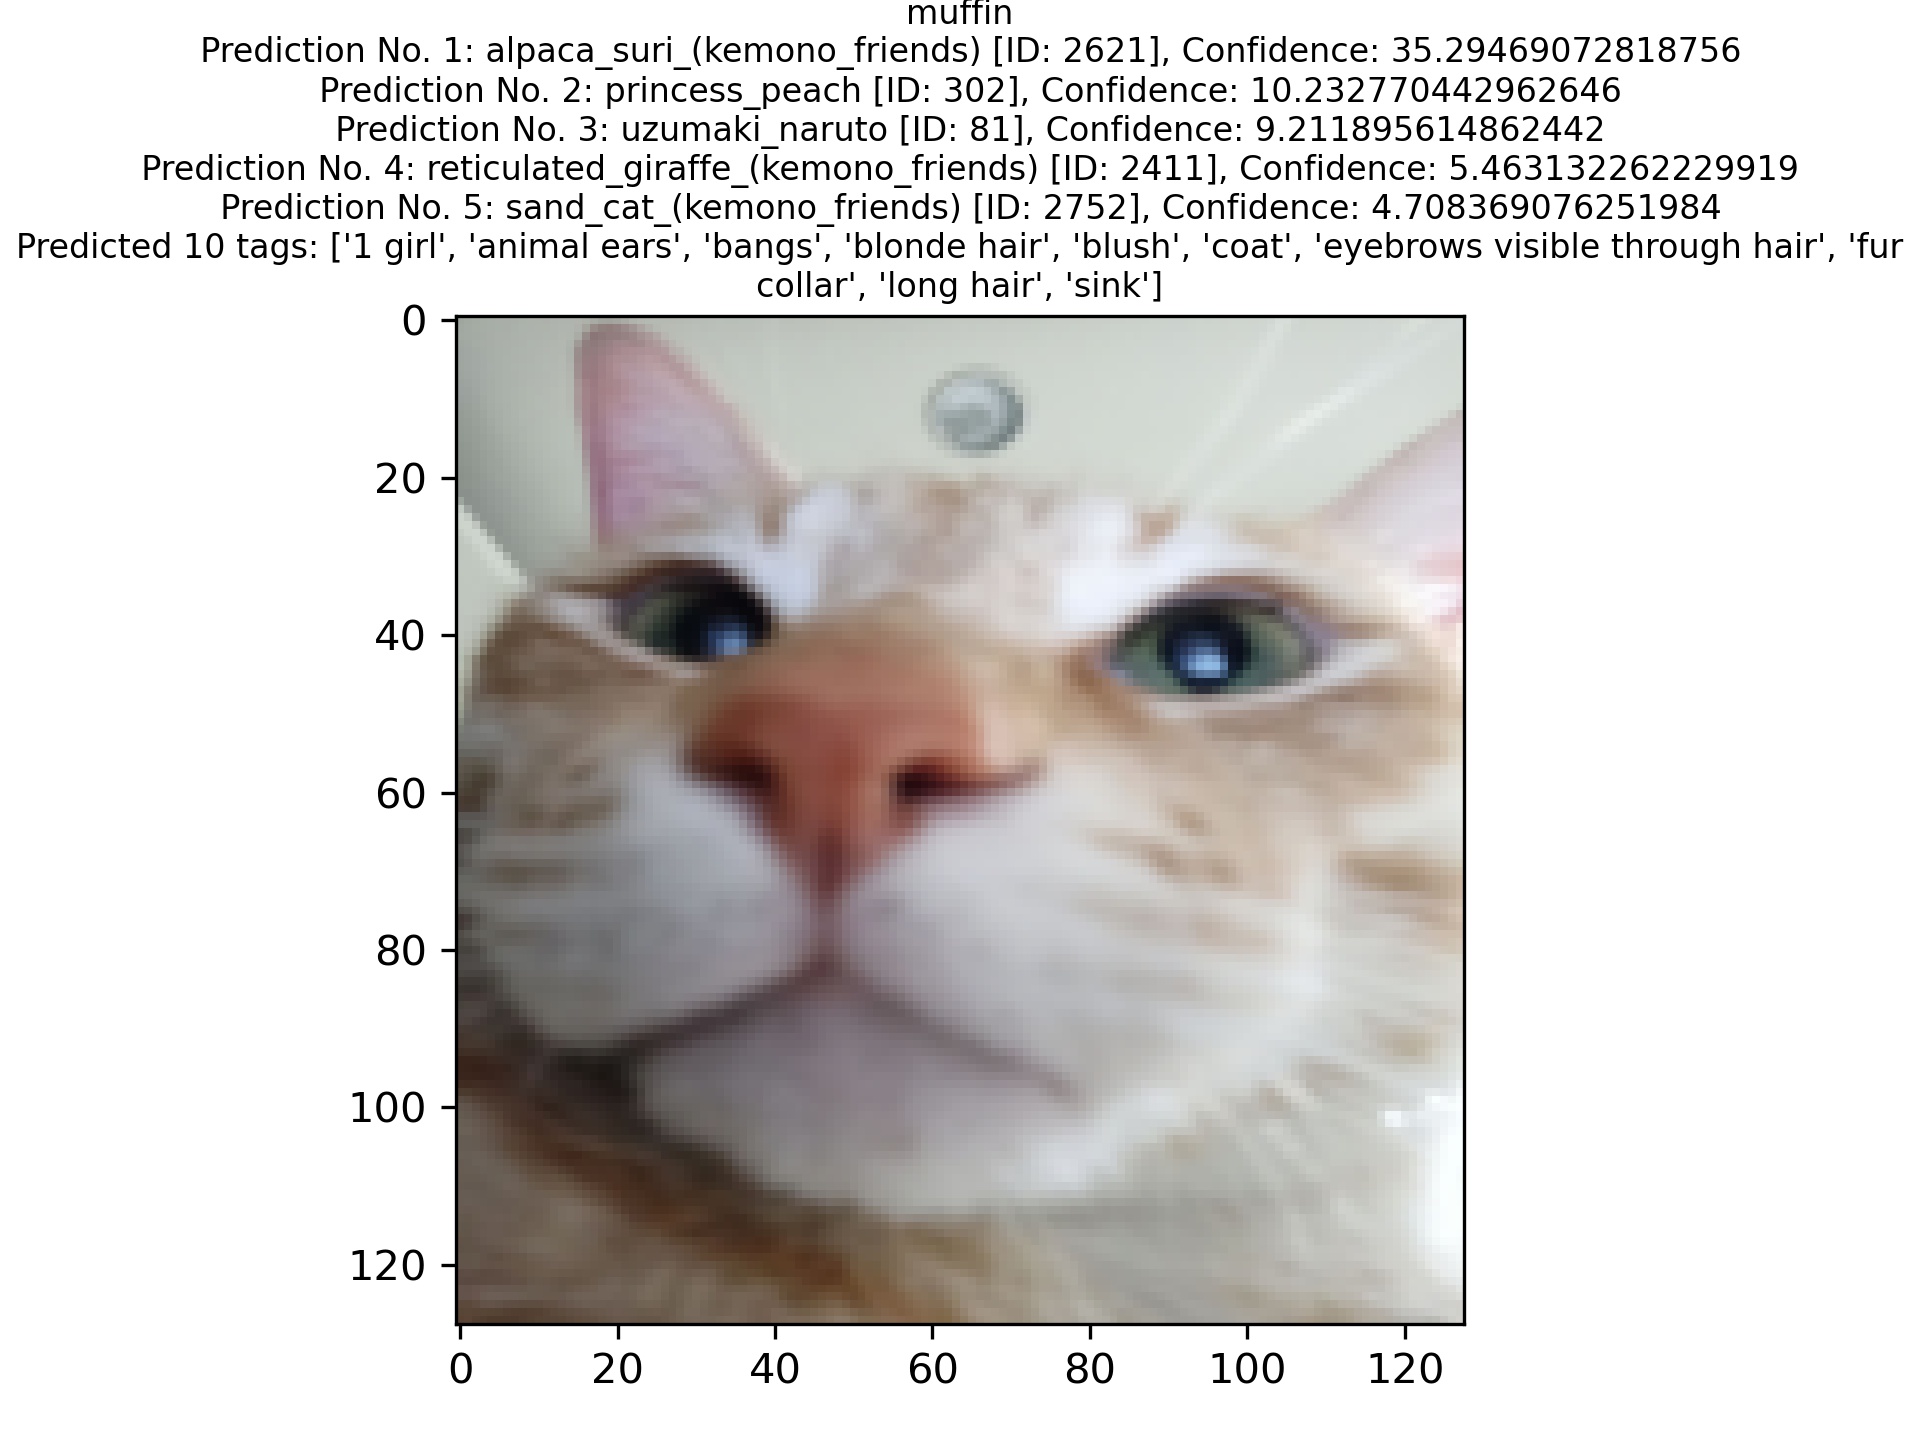 muffin
Prediction No. 1: alpaca_suri_(kemono_friends) [ID: 2621], Confidence: 35.29469072818756
Prediction No. 2: princess_peach [ID: 302], Confidence: 10.232770442962646
Prediction No. 3: uzumaki_naruto [ID: 81], Confidence: 9.211895614862442
Prediction No. 4: reticulated_giraffe_(kemono_friends) [ID: 2411], Confidence: 5.463132262229919
Prediction No. 5: sand_cat_(kemono_friends) [ID: 2752], Confidence: 4.708369076251984
Predicted 10 tags: ['1 girl', 'animal ears', 'bangs', 'blonde hair', 'blush', 'coat', 'eyebrows visible through hair', 'fur
collar', 'long hair', 'sink']
0
20
40
60
80
100
120
0 20 40 60 80 100 120